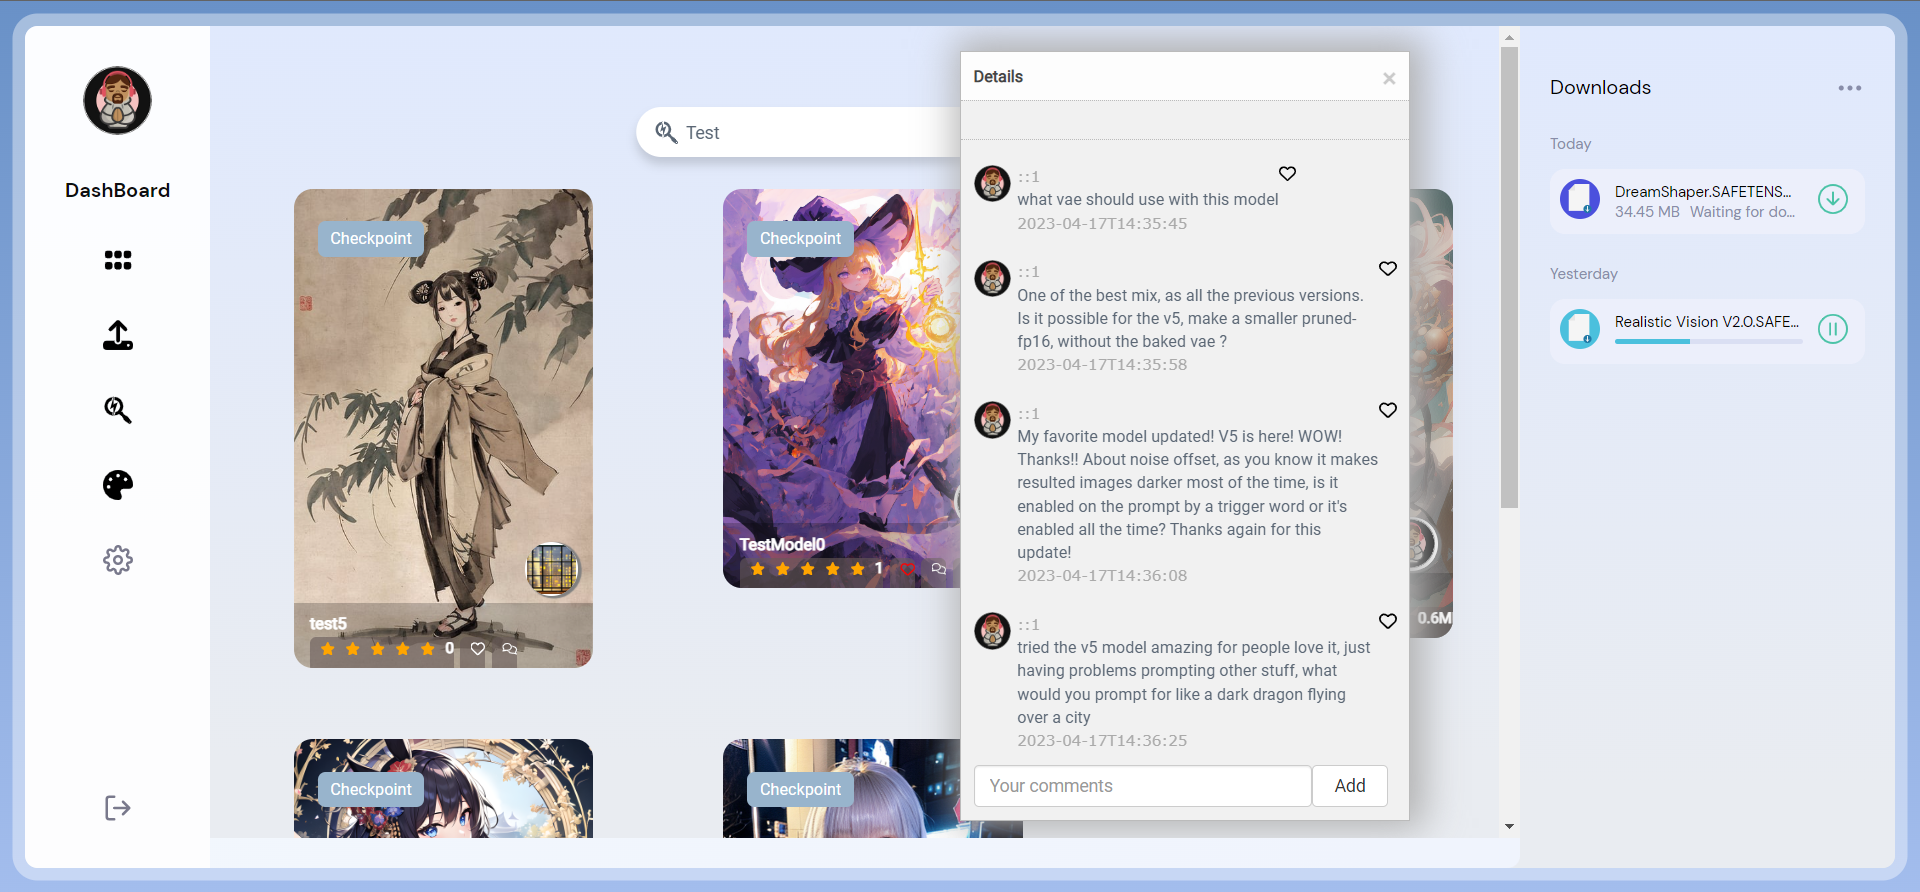 DashBoard
Test
Checkpoint
test5
0
Checkpoint
TestModel0
1
0.6M
Checkpoint
Checkpoint
Details
×
::1
what vae should use with this model
2023-04-17T14:35:45
::1
One of the best mix, as all the previous versions.
Is it possible for the v5, make a smaller pruned-
fp16, without the baked vae ?
2023-04-17T14:35:58
::1
My favorite model updated! V5 is here! WOW!
Thanks!! About noise offset, as you know it makes
resulted images darker most of the time, is it
enabled on the prompt by a trigger word or it's
enabled all the time? Thanks again for this
update!
2023-04-17T14:36:08
::1
tried the v5 model amazing for people love it, just
having problems prompting other stuff, what
would you prompt for like a dark dragon flying
over a city
2023-04-17T14:36:25
Your comments
Add
Downloads
Today
DreamShaper.SAFETENS...
34.45 MB Waiting for do...
Yesterday
Realistic Vision V2.0.SAFE...